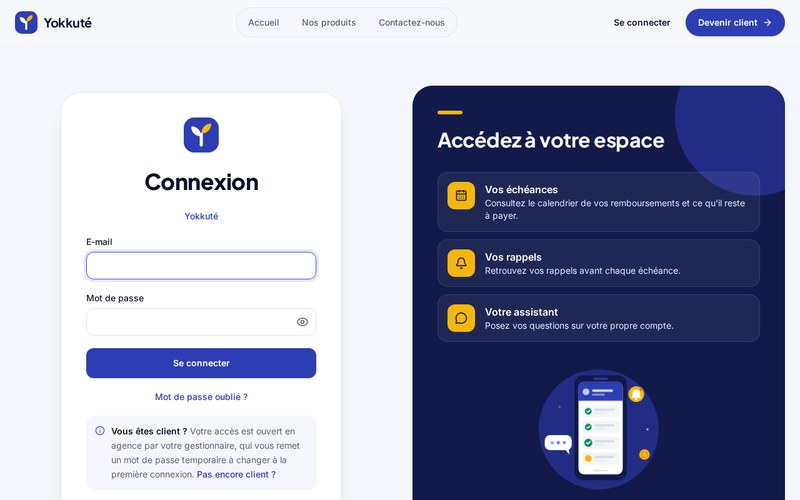 Yokkuté
Accueil
Nos produits
Contactez-nous
Se connecter
Devenir client
Connexion
Yokkuté
E-mail
Mot de passe
Se connecter
Mot de passe oublié ?
Vous êtes client ? Votre accès est ouvert en
agence par votre gestionnaire, qui vous remet
un mot de passe temporaire à changer à la
première connexion. Pas encore client ?
Accédez à votre espace
Vos échéances
Consultez le calendrier de vos remboursements et ce qu'il reste
à payer.
Vos rappels
Retrouvez vos rappels avant chaque échéance.
Votre assistant
Posez vos questions sur votre propre compte.